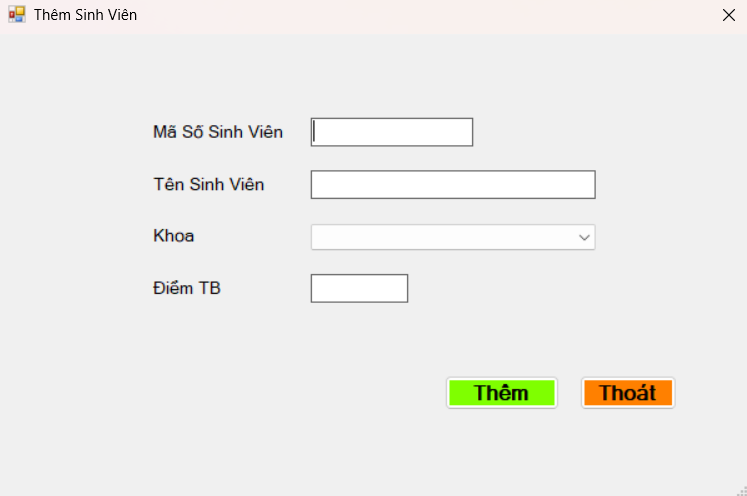 Thêm Sinh Viên
Mã Số Sinh Viên
Tên Sinh Viên
Khoa
Điểm TB
Thêm Thoát